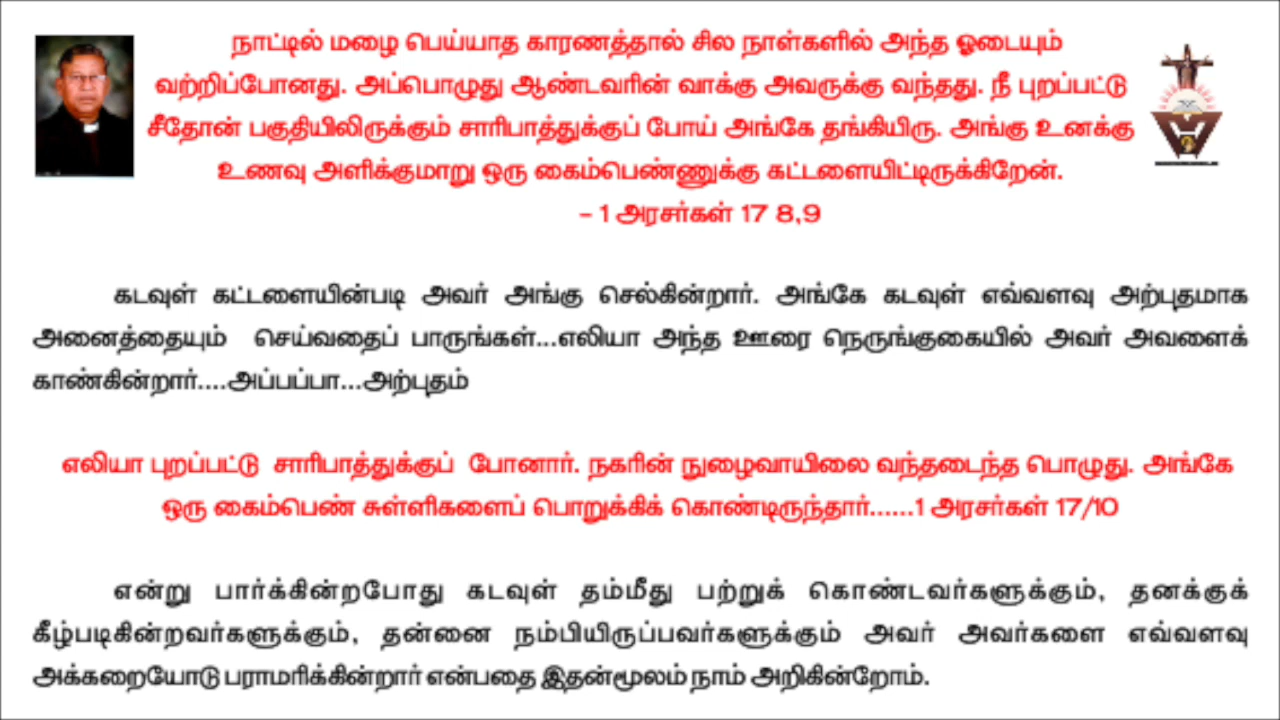 நாட்டில் மழை பெய்யாத காரணத்தால் சில நாள்களில் அந்த ஓடையும்
வற்றிப்போனது. அப்பொழுது ஆண்டவரின் வாக்கு அவருக்கு வந்தது. நீ புறப்பட்டு
சீதோன் பகுதியிலிருக்கும் சாரிபாத்துக்குப் போய் அங்கே தங்கியிரு. அங்கு உனக்கு
உணவு அளிக்குமாறு ஒரு கைம்பெண்ணுக்கு கட்டளையிட்டிருக்கிறேன்.
- 1 அரசர்கள் 17 8,9
கடவுள் கட்டளையின்படி அவர் அங்கு செல்கின்றார். அங்கே கடவுள் எவ்வளவு அற்புதமாக
அனைத்தையும் செய்வதைப் பாருங்கள்...எலியா அந்த ஊரை நெருங்குகையில் அவர் அவளைக்
காண்கின்றார்....அப்பப்பா...அற்புதம்
எலியா புறப்பட்டு சாரிபாத்துக்குப் போனார். நகரின் நுழைவாயிலை வந்தடைந்த பொழுது. அங்கே
ஒரு கைம்பெண் சுள்ளிகளைப் பொறுக்கிக் கொண்டிருந்தார்......1 அரசர்கள் 17/10
என்று பார்க்கின்றபோது கடவுள் தம்மீது பற்றுக் கொண்டவர்களுக்கும், தனக்குக்
கீழ்படிகின்றவர்களுக்கும், தன்னை நம்பியிருப்பவர்களுக்கும் அவர் அவர்களை எவ்வளவு
அக்கறையோடு பராமரிக்கின்றார் என்பதை இதன்மூலம் நாம் அறிகின்றோம்.